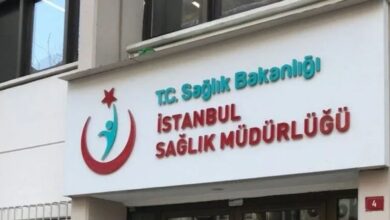 T.C. Sağlık Bakanlığı
İSTANBUL
SAĞLIK MÜDÜRLÜĞÜ
4